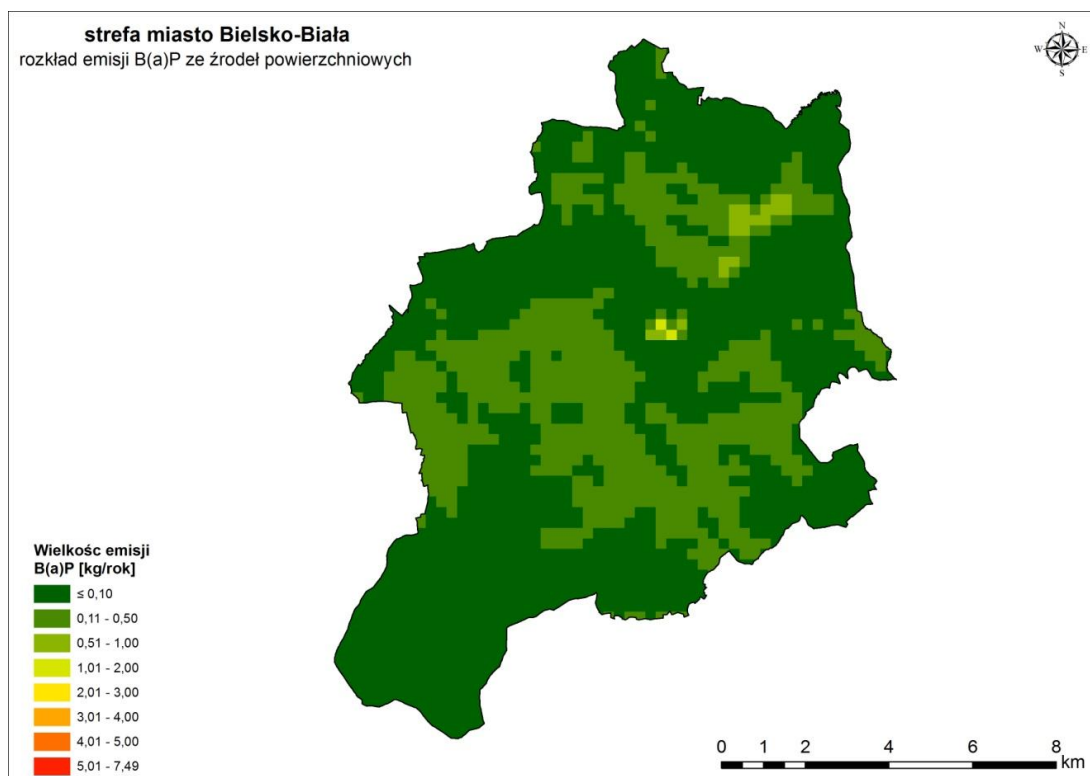 strefa miasto Bielsko-Biała
rozkład emisji B(a)P ze źrodeł powierzchniowych
N
W E
S
Wielkośc emisji
B(a)P [kg/rok]
≤ 0,10
0,11 - 0,50
0,51 - 1,00
1,01 - 2,00
2,01 - 3,00
3,01 - 4,00
4,01 - 5,00
5,01 - 7,49
0 1 2 4 6 8
km